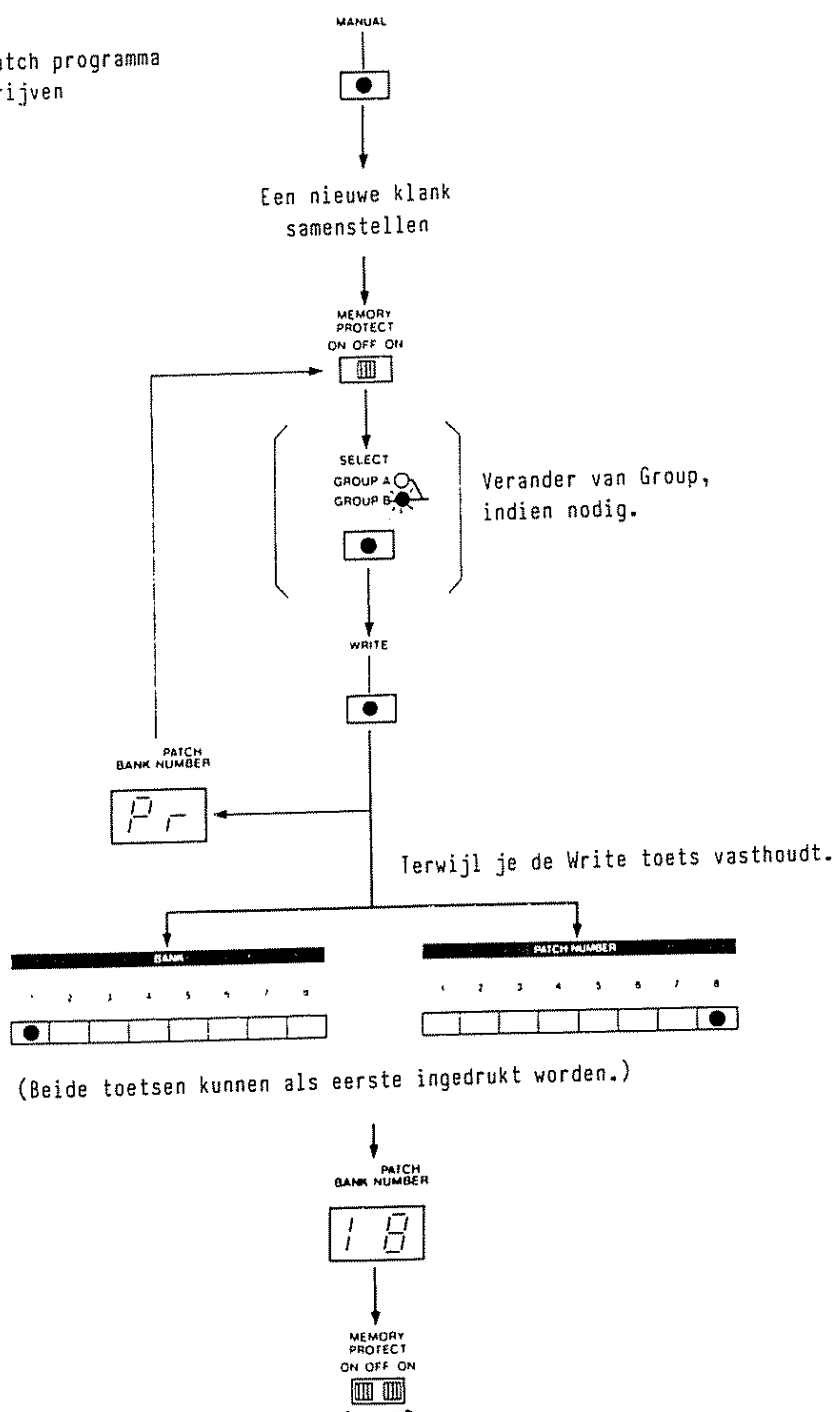 MANUAL
atch programma
rijven
Een nieuwe klank
samenstellen
MEMORY
PROTECT
ON OFF ON
SELECT
GROUP A
GROUP B
Verander van Group,
indien nodig.
WRITE
PATCH
BANK NUMBER
Pr
Terwijl je de Write toets vasthoudt.
BANK
1 2 3 4 5 6 7 8
PATCH NUMBER
1 2 3 4 5 6 7 8
(Beide toetsen kunnen als eerste ingedrukt worden.)
PATCH
BANK NUMBER
18
MEMORY
PROTECT
ON OFF ON